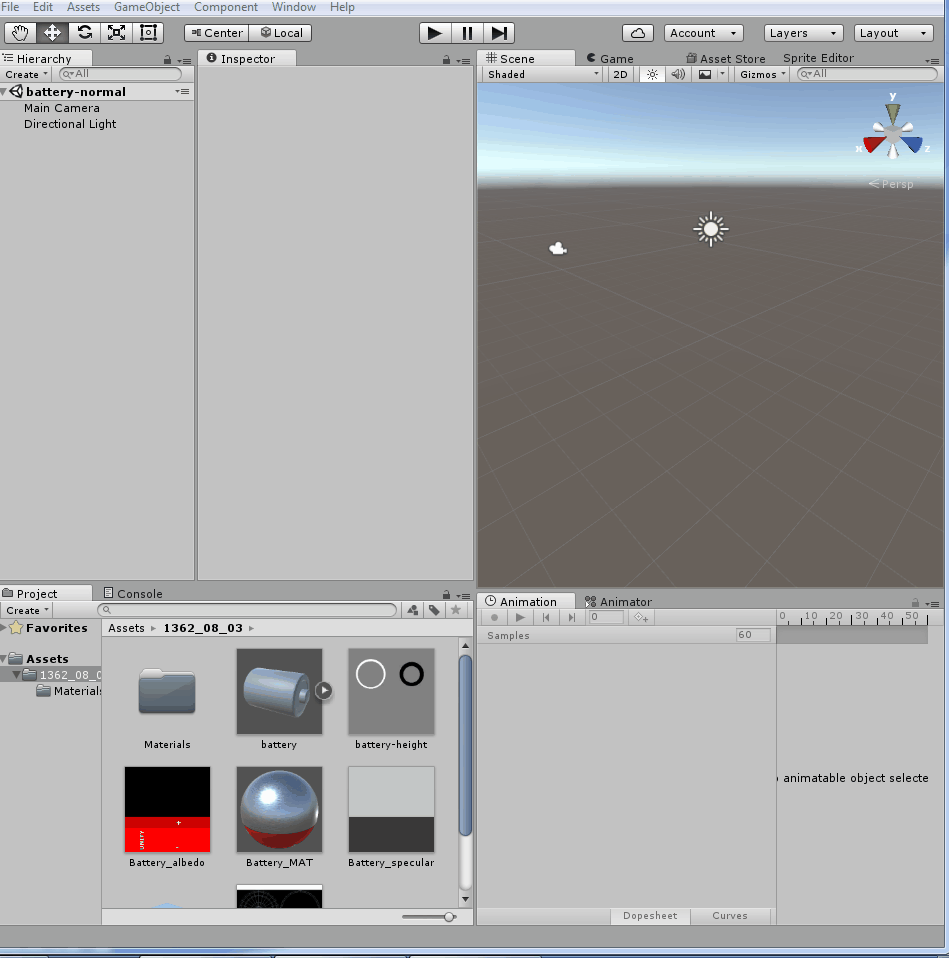 File Edit Assets GameObject Component Window Help
Center Local Account Layers Layout
Hierarchy
Create All
battery-normal
Main Camera
Directional Light
Inspector
Scene Game Asset Store Sprite Editor
Shaded 2D Gizmos All
y
x z
Persp
Project Console
Create
Favorites
Assets
1362_08_0
Materials
Assets 1362_08_03
Materials battery battery-height
UNITY
+
-
Battery_albedo Battery_MAT Battery_specular
Animation Animator
0 0 10 20 30 40 50
Samples 60
animatable object selecte
Dopesheet Curves